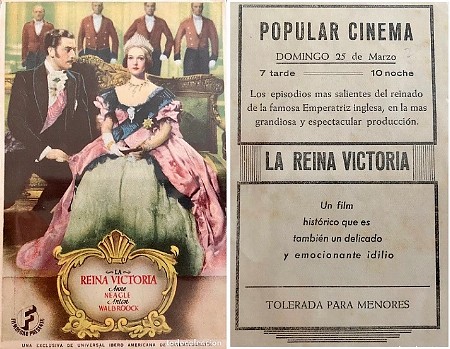 LA
REINA VICTORIA
Anna
NEAGLE
Anton
WALBROOCK
UNA EXCLUSIVA DE UNIVERSAL IBERO AMERICANA DE
todocoleccion
POPULAR CINEMA
DOMINGO 25 de Marzo
7 tarde 10 noche
Los episodios mas salientes del reinado
de la famosa Emperatriz inglesa, en la mas
grandiosa y espectacular producción.
LA REINA VICTORIA
Un film
histórico que es
también un delicado
y emocionante idilio
TOLERADA PARA MENORES